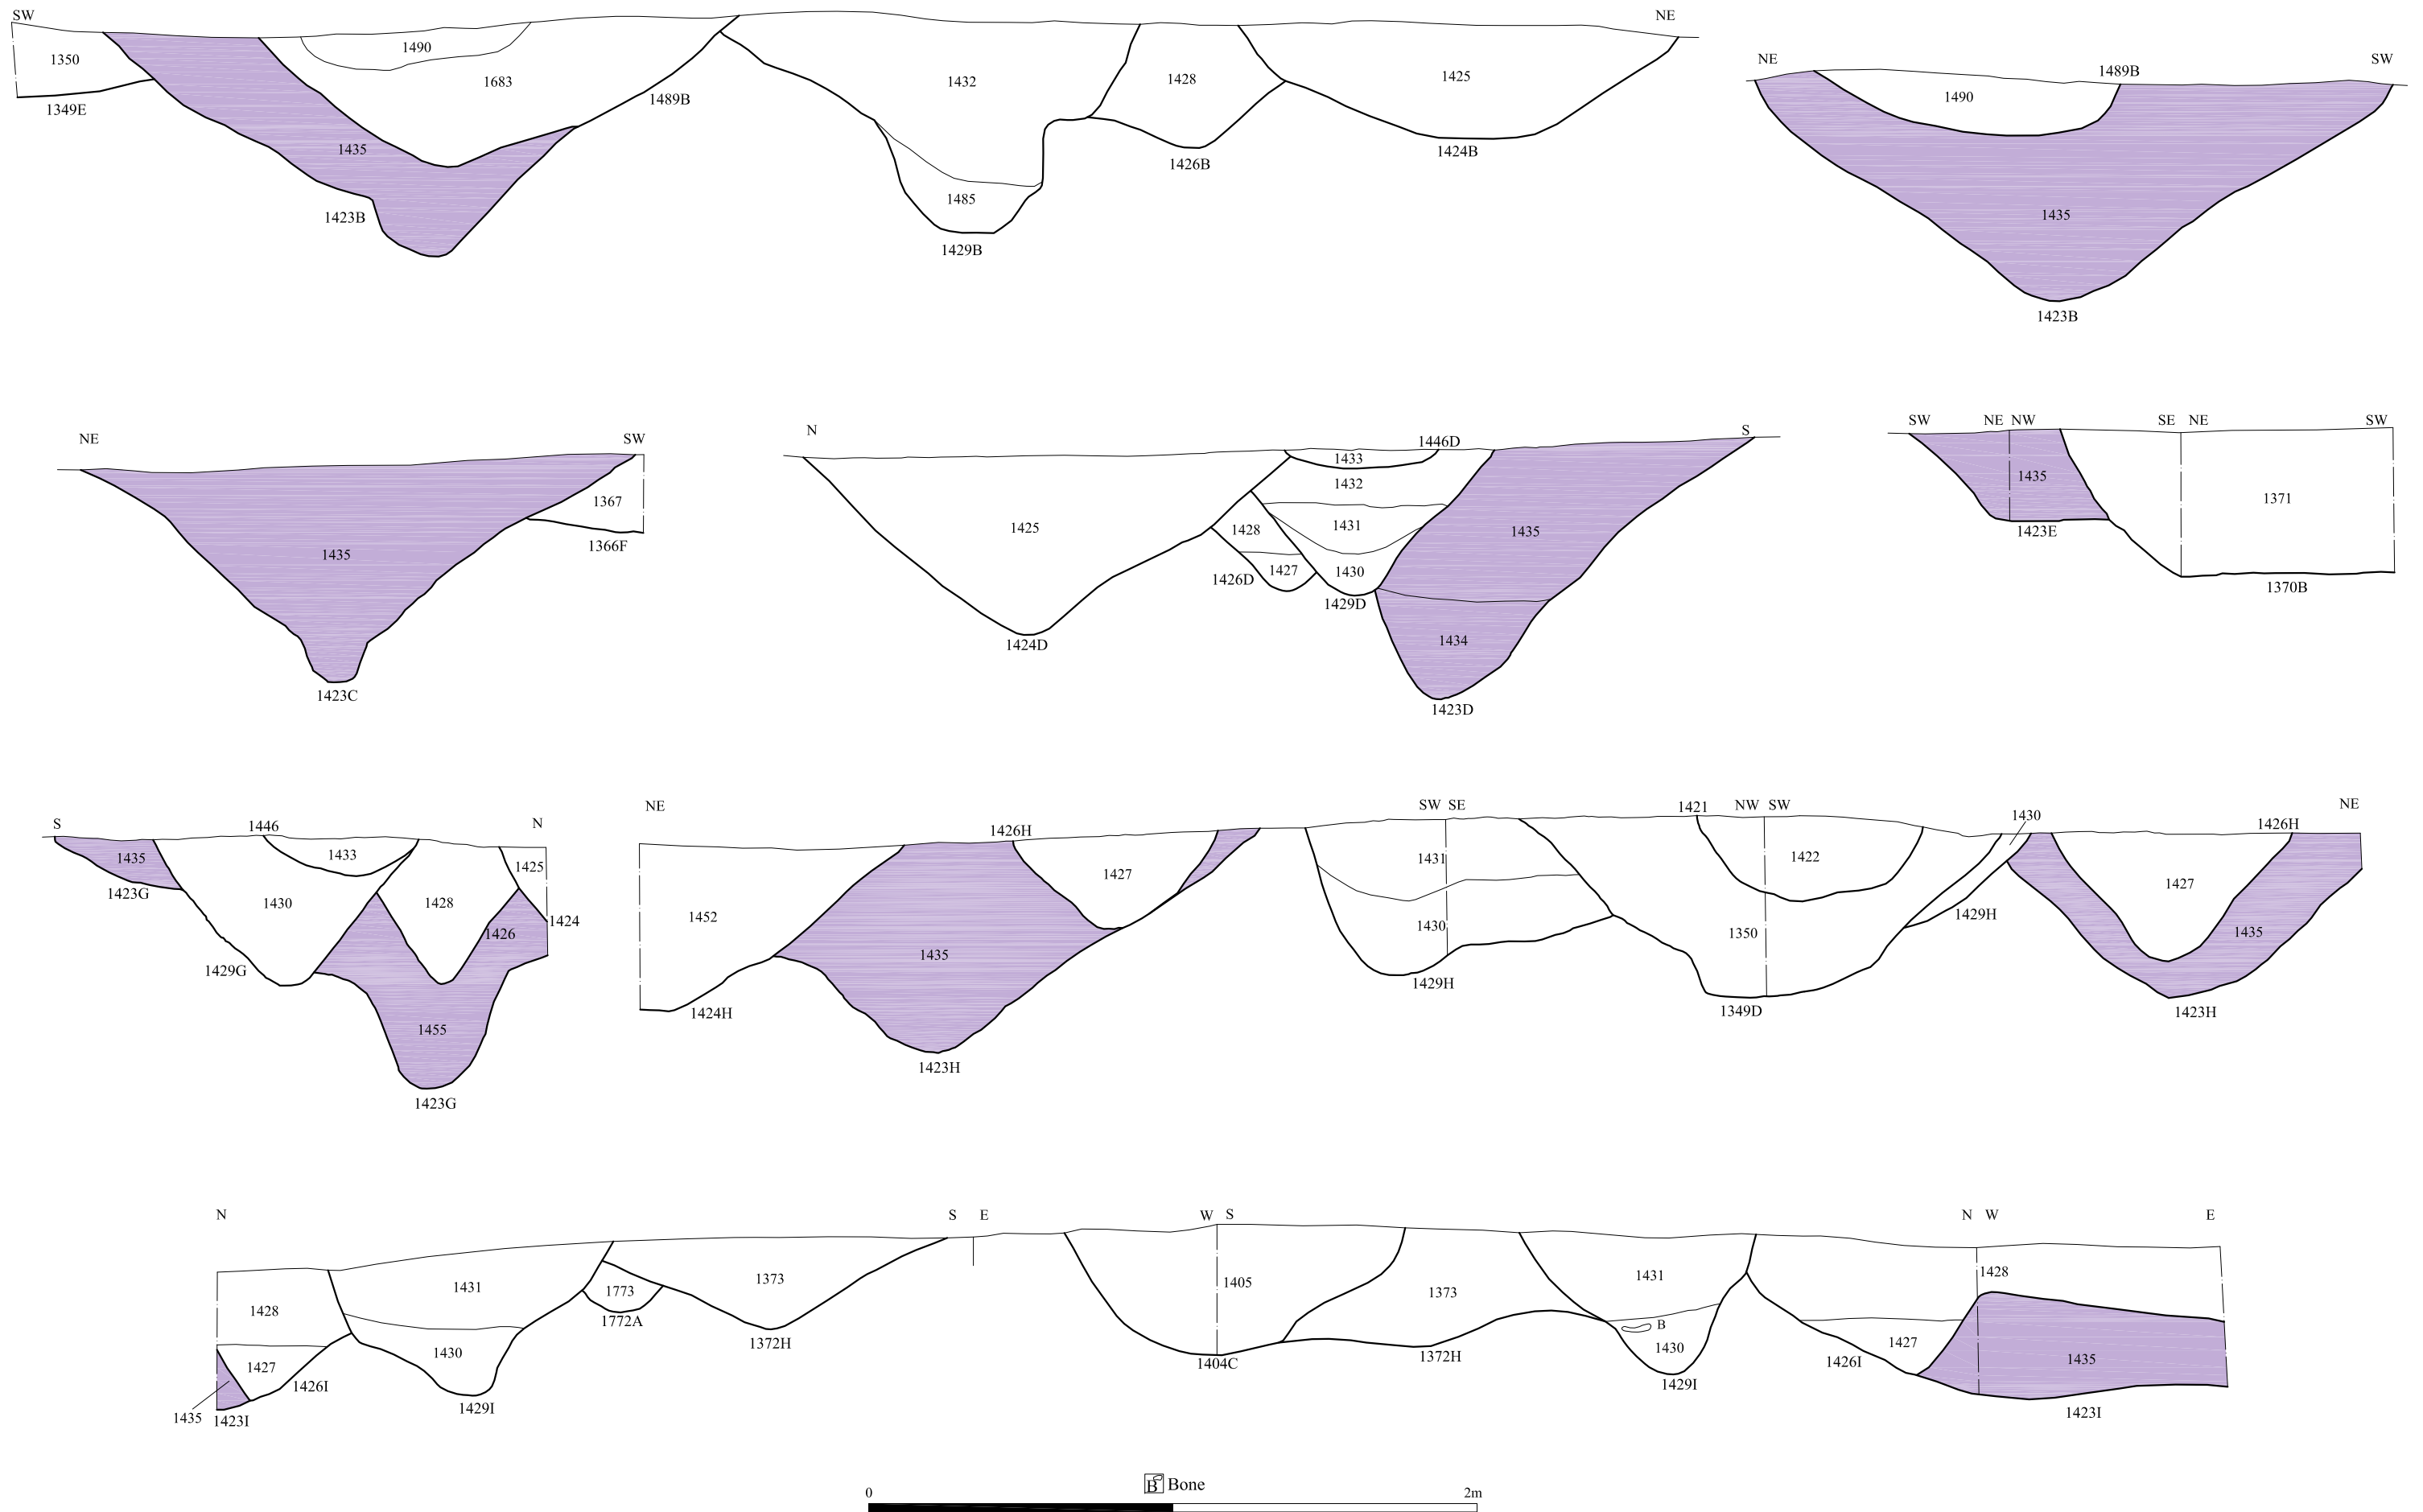 SW NE
1350 1490 1683 1432 1428 1425
1349E 1435 1489B
1423B 1485 1426B 1424B
1429B
NE 1489B SW
1490
1435
1423B
NE SW
1367
1435 1366F
1423C
N 1446D S
1433
1432
1425 1428 1431 1435
1426D 1427 1430
1429D
1424D 1434
1423D
SW NE NW SE NE SW
1435 1371
1423E
1370B
S 1446 N
1435 1433 1425
1423G 1430 1428 1424
1426
1429G 1455
1423G
NE 1426H SW SE 1421 NW SW 1430 1426H NE
1427 1431 1422 1427
1452 1435 1430 1350 1429H 1435
1424H 1429H 1349D 1423H
1423H
N S E W S N W E
1428 1431 1773 1373 1405 1373 1431 1428
1427 1430 1772A 1372H 1404C 1372H B 1430 1427 1435
1426I 1429I 1429I 1426I
1435 1423I 1423I
B Bone
0 2m